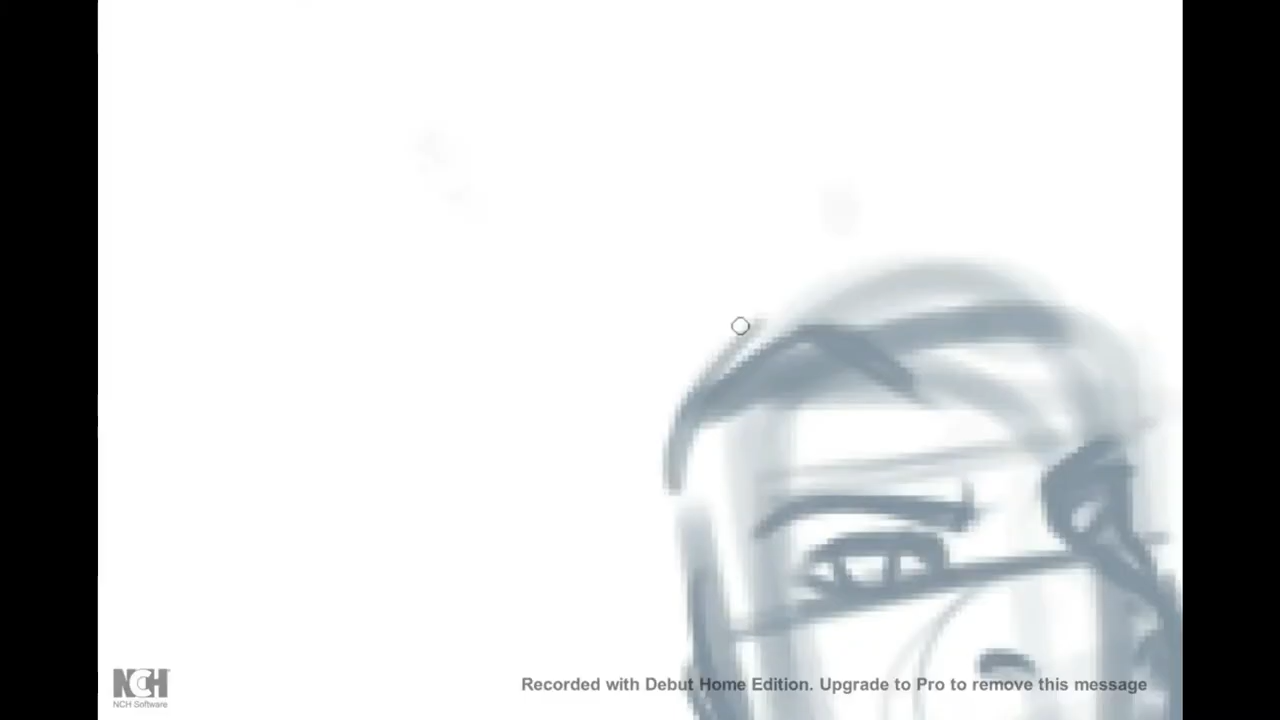 NCH
NCH Software
Recorded with Debut Home Edition. Upgrade to Pro to remove this message